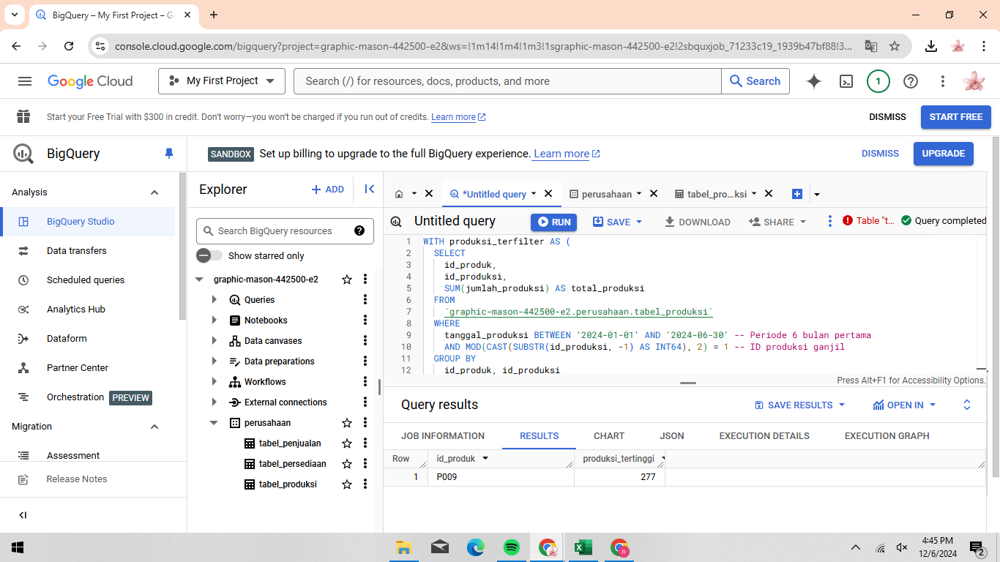 BigQuery – My First Project – Go
console.cloud.google.com/bigquery?project=graphic-mason-442500-e2&ws=!1m14!1m4!1m3!1sgraphic-mason-442500-e2!2sbquxjob_71233c19_1939b47bf88!3...
Google Cloud
My First Project
Search (/) for resources, docs, products, and more
Search
1
Start your Free Trial with $300 in credit. Don't worry—you won't be charged if you run out of credits. Learn more
DISMISS
START FREE
BigQuery
SANDBOX Set up billing to upgrade to the full BigQuery experience. Learn more
DISMISS
UPGRADE
Analysis
BigQuery Studio
Data transfers
Scheduled queries
Analytics Hub
Dataform
Partner Center
Orchestration PREVIEW
Migration
Assessment
Release Notes
Explorer
+ ADD
Search BigQuery resources
Show starred only
graphic-mason-442500-e2
Queries
Notebooks
Data canvases
Data preparations
Workflows
External connections
perusahaan
tabel_penjualan
tabel_persediaan
tabel_produksi
*Untitled query
perusahaan
tabel_pro...ksi
Untitled query
RUN
SAVE
DOWNLOAD
SHARE
Table "t...
Query completed
1 WITH produksi_terfilter AS (
2 SELECT
3 id_produk,
4 id_produksi,
5 SUM(jumlah_produksi) AS total_produksi
6 FROM
7 `graphic-mason-442500-e2.perusahaan.tabel_produksi`
8 WHERE
9 tanggal_produksi BETWEEN '2024-01-01' AND '2024-06-30' -- Periode 6 bulan pertama
10 AND MOD(CAST(SUBSTR(id_produksi, -1) AS INT64), 2) = 1 -- ID produksi ganjil
11 GROUP BY
12 id_produk, id_produksi
Press Alt+F1 for Accessibility Options.
Query results
SAVE RESULTS
OPEN IN
JOB INFORMATION
RESULTS
CHART
JSON
EXECUTION DETAILS
EXECUTION GRAPH
Row id_produk produksi_tertinggi
1 P009 277
4:45 PM
12/6/2024
2